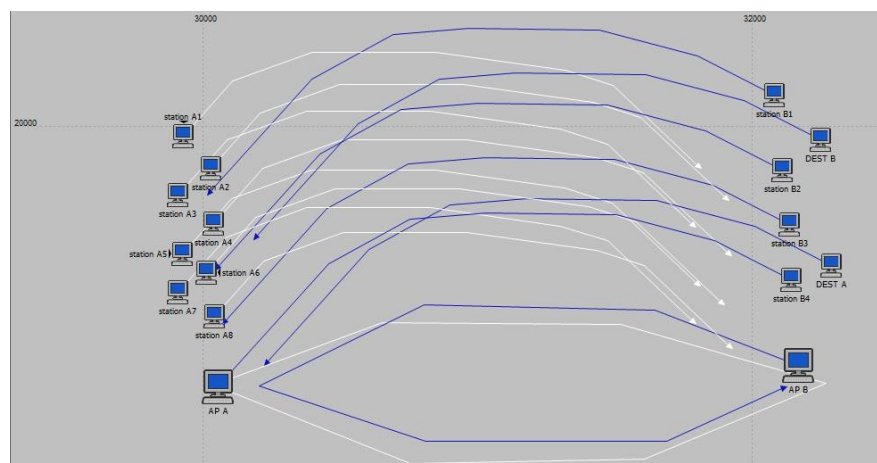 30000
32000
20000
station A1
station B1
DEST B
station B2
station A2
station A3
station A4
station B3
station A5
station A6
DEST A
station B4
station A7
station A8
AP A
AP B